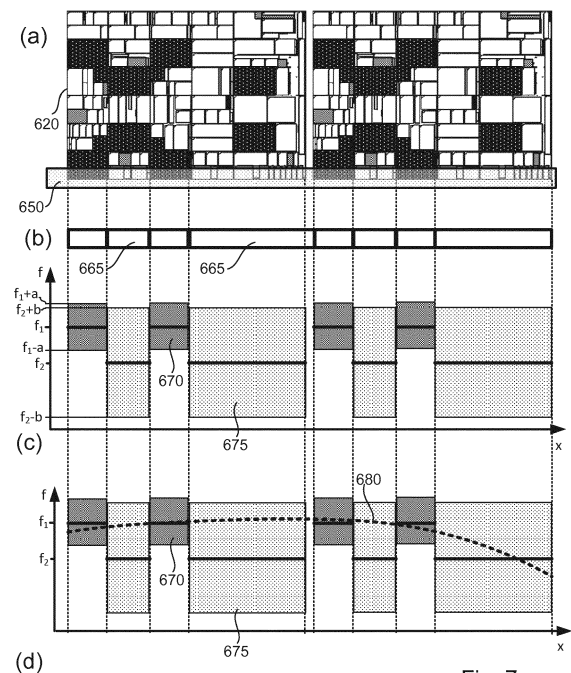 (a)
620
650
(b)
665 665
f
f₁+a
f₂+b
f₁
f₁-a
f₂
670
f₂-b
(c)
675
x
f
680
f₁
670
f₂
675
x
(d)